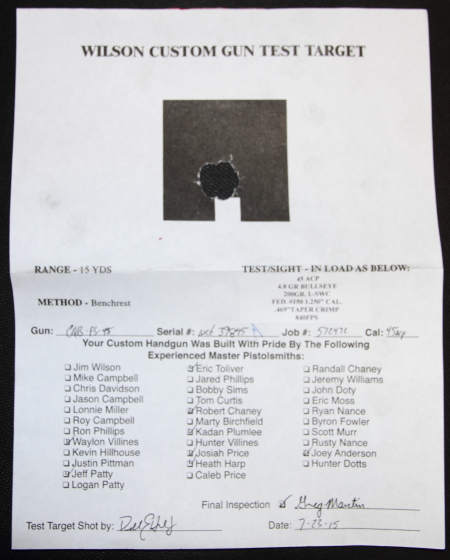 WILSON CUSTOM GUN TEST TARGET
RANGE - 15 YDS
TEST/SIGHT - IN LOAD AS BELOW:
45 ACP
4.8 GR BULLSEYE
200GR. L-SWC
FED. #150 1.250" CAL.
.469" TAPER CRIMP
840FPS
METHOD - Benchrest
Gun: CQB-FS-45 Serial #: Job #: Cal: 45acp
Your Custom Handgun Was Built With Pride By The Following
Experienced Master Pistolsmiths:
Jim Wilson Eric Toliver Randall Chaney
Mike Campbell Jared Phillips Jeremy Williams
Chris Davidson Bobby Sims John Doty
Jason Campbell Tom Curtis Eric Moss
Lonnie Miller Robert Chaney Ryan Nance
Roy Campbell Marty Birchfield Byron Fowler
Ron Phillips Kadan Plumlee Scott Murr
Waylon Villines Hunter Villines Rusty Nance
Kevin Hillhouse Josiah Price Joey Anderson
Justin Pittman Heath Harp Hunter Dotts
Jeff Patty Caleb Price
Logan Patty
Final Inspection Greg Martin
Test Target Shot by: Date: 7-23-15